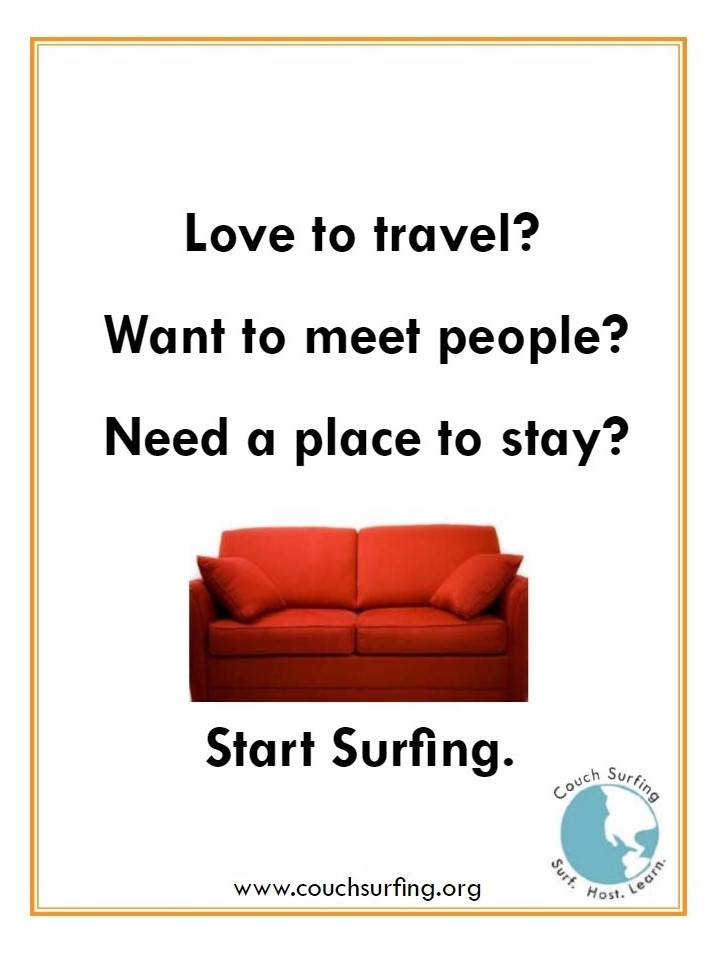 Love to travel?
Want to meet people?
Need a place to stay?
Start Surfing.
Couch Surfing
Surf. Host. Learn.
www.couchsurfing.org